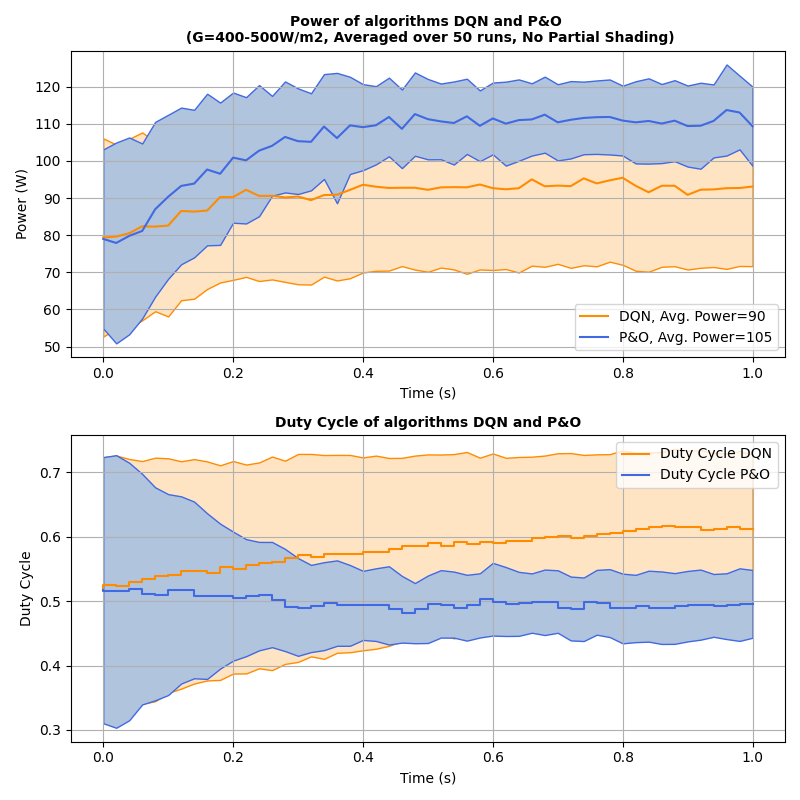 Power of algorithms DQN and P&O
(G=400-500W/m2, Averaged over 50 runs, No Partial Shading)
120
110
100
90
80
70
60
50
Power (W)
DQN, Avg. Power=90
P&O, Avg. Power=105
0.0 0.2 0.4 0.6 0.8 1.0
Time (s)
Duty Cycle of algorithms DQN and P&O
0.7
0.6
0.5
0.4
0.3
Duty Cycle
Duty Cycle DQN
Duty Cycle P&O
0.0 0.2 0.4 0.6 0.8 1.0
Time (s)